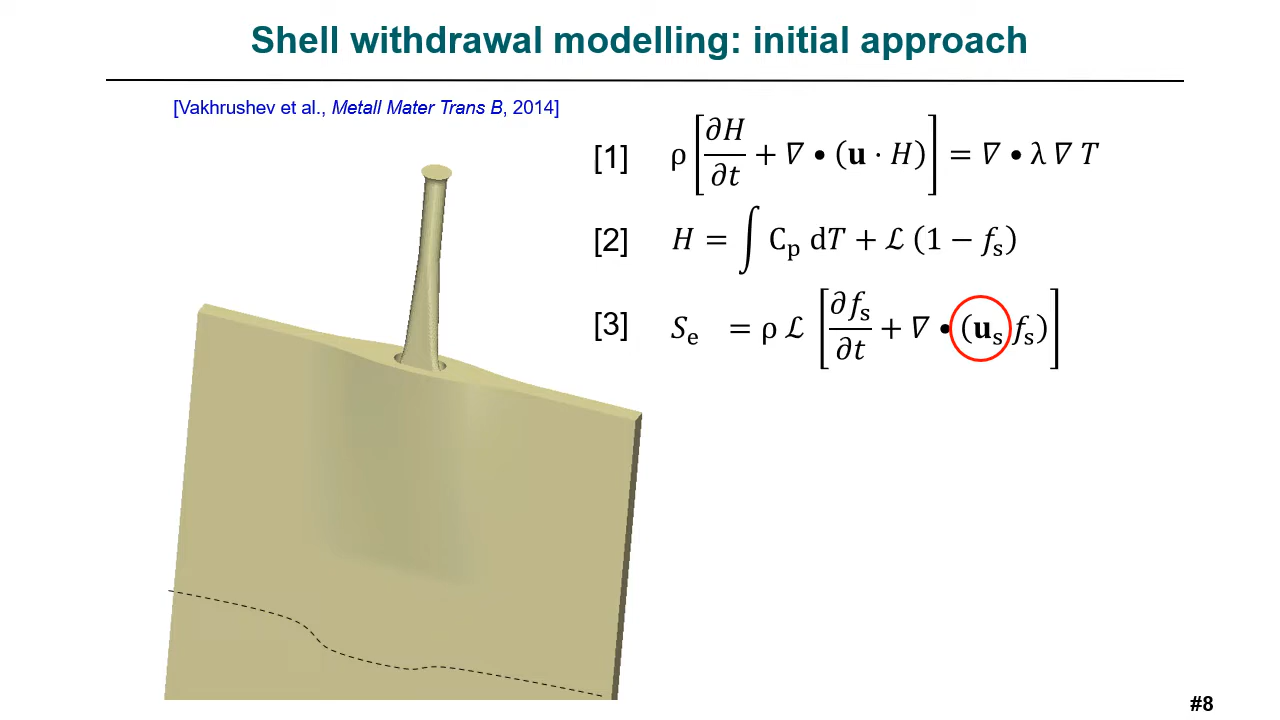 Shell withdrawal modelling: initial approach
[Vakhrushev et al., Metall Mater Trans B, 2014]
[1] ρ[∂H/∂t + ∇ • (u · H)] = ∇ • λ ∇ T
[2] H = ∫ Cp dT + ℒ (1 − fs)
[3] Se = ρ ℒ [∂fs/∂t + ∇ • (us fs)]
#8